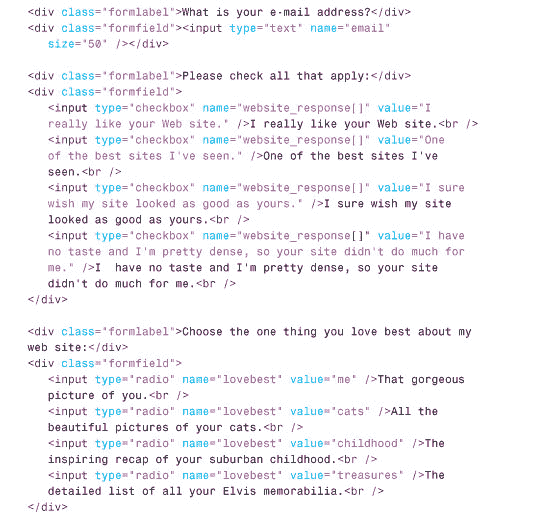 <div class="formlabel">What is your e-mail address?</div>
<div class="formfield"><input type="text" name="email"
size="50" /></div>
<div class="formlabel">Please check all that apply:</div>
<div class="formfield">
<input type="checkbox" name="website_response[]" value="I
really like your Web site." />I really like your Web site.<br />
<input type="checkbox" name="website_response[]" value="One
of the best sites I've seen." />One of the best sites I've
seen.<br />
<input type="checkbox" name="website_response[]" value="I sure
wish my site looked as good as yours." />I sure wish my site
looked as good as yours.<br />
<input type="checkbox" name="website_response[]" value="I have
no taste and I'm pretty dense, so your site didn't do much for
me." />I  have no taste and I'm pretty dense, so your site
didn't do much for me.<br />
</div>
<div class="formlabel">Choose the one thing you love best about my
web site:</div>
<div class="formfield">
<input type="radio" name="lovebest" value="me" />That gorgeous
picture of you.<br />
<input type="radio" name="lovebest" value="cats" />All the
beautiful pictures of your cats.<br />
<input type="radio" name="lovebest" value="childhood" />The
inspiring recap of your suburban childhood.<br />
<input type="radio" name="lovebest" value="treasures" />The
detailed list of all your Elvis memorabilia.<br />
</div>